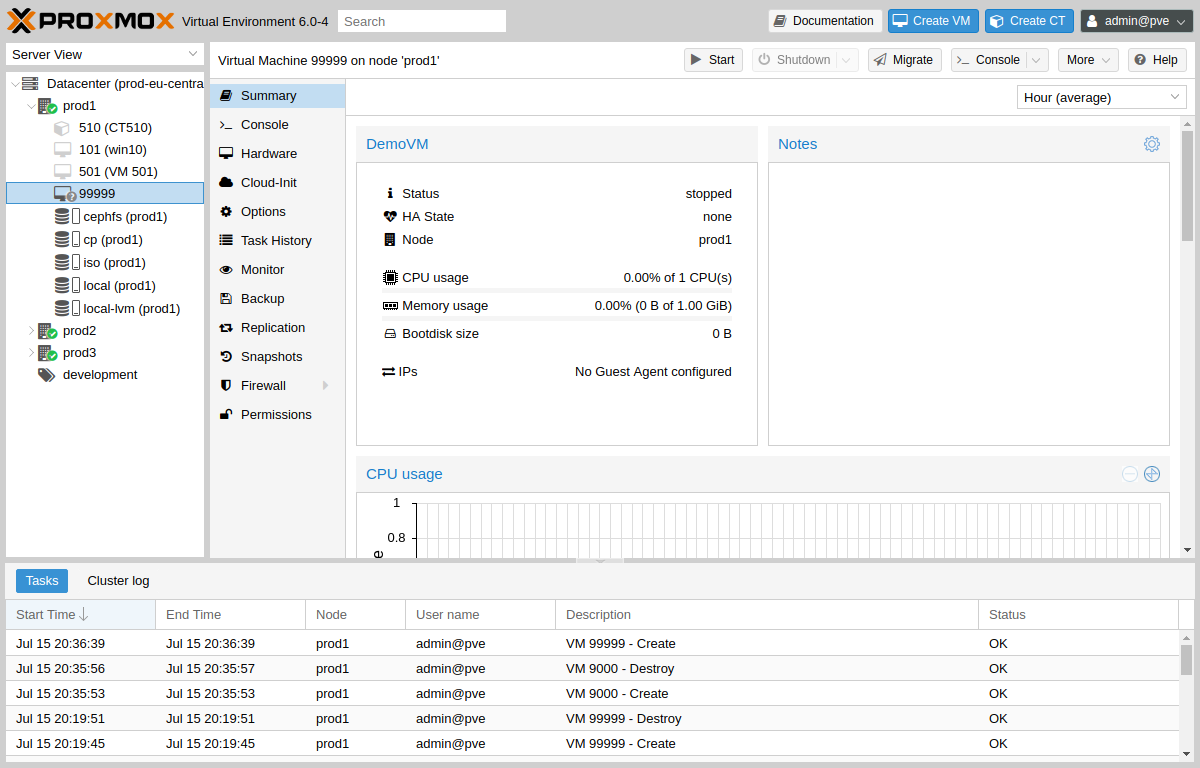 PROXMOX Virtual Environment 6.0-4 Search Documentation Create VM Create CT admin@pve
Server View
Datacenter (prod-eu-centra
prod1
510 (CT510)
101 (win10)
501 (VM 501)
99999
cephfs (prod1)
cp (prod1)
iso (prod1)
local (prod1)
local-lvm (prod1)
prod2
prod3
development
Virtual Machine 99999 on node 'prod1' Start Shutdown Migrate >_ Console More Help
Summary
>_ Console
Hardware
Cloud-Init
Options
Task History
Monitor
Backup
Replication
Snapshots
Firewall
Permissions
Hour (average)
DemoVM
Status stopped
HA State none
Node prod1
CPU usage 0.00% of 1 CPU(s)
Memory usage 0.00% (0 B of 1.00 GiB)
Bootdisk size 0 B
IPs No Guest Agent configured
Notes
CPU usage
1
0.8
e
Tasks Cluster log
Start Time End Time Node User name Description Status
Jul 15 20:36:39 Jul 15 20:36:39 prod1 admin@pve VM 99999 - Create OK
Jul 15 20:35:56 Jul 15 20:35:57 prod1 admin@pve VM 9000 - Destroy OK
Jul 15 20:35:53 Jul 15 20:35:53 prod1 admin@pve VM 9000 - Create OK
Jul 15 20:19:51 Jul 15 20:19:51 prod1 admin@pve VM 99999 - Destroy OK
Jul 15 20:19:45 Jul 15 20:19:45 prod1 admin@pve VM 99999 - Create OK